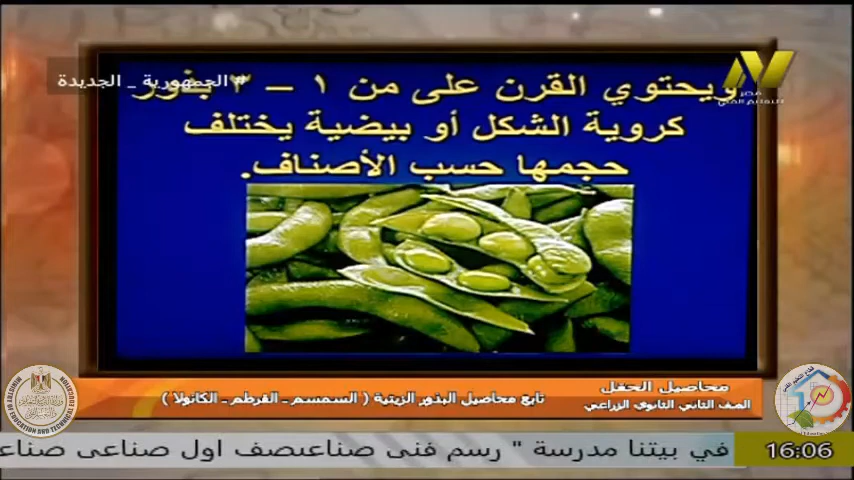 # الجمهورية _ الجديدة
ويحتوي القرن على من ١ – ٣ بذور
كروية الشكل أو بيضية يختلف
حجمها حسب الأصناف.
محاصيل الحقل
الصف الثاني الثانوي الزراعي
تابع محاصيل البذور الزيتية ( السمسم _ القرطم _ الكانولا )
في بيتنا مدرسة " رسم فنى صناعىصف اول صناعى
16:06